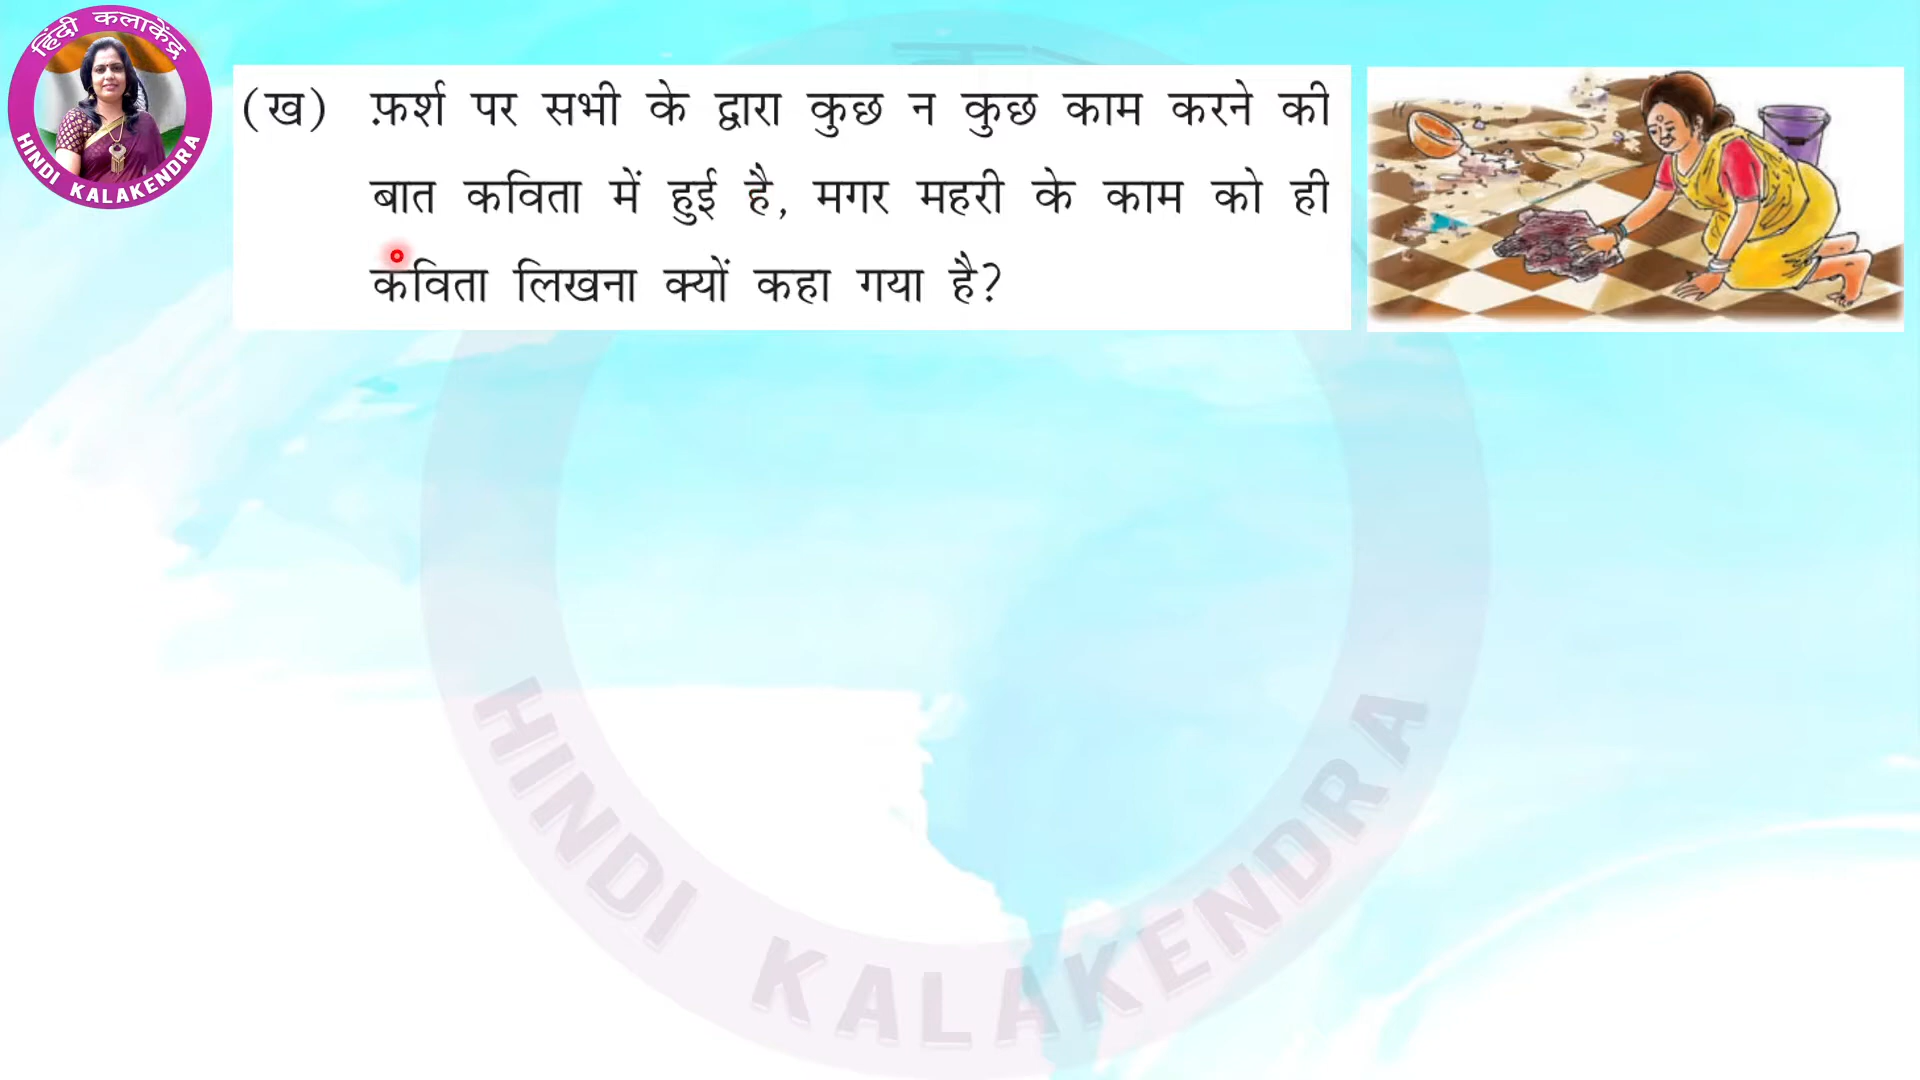 हिंदी कलाकेंद्र
HINDI KALAKENDRA
(ख) फ़र्श पर सभी के द्वारा कुछ न कुछ काम करने की
बात कविता में हुई है, मगर महरी के काम को ही
कविता लिखना क्यों कहा गया है?
HINDI KALAKENDRA